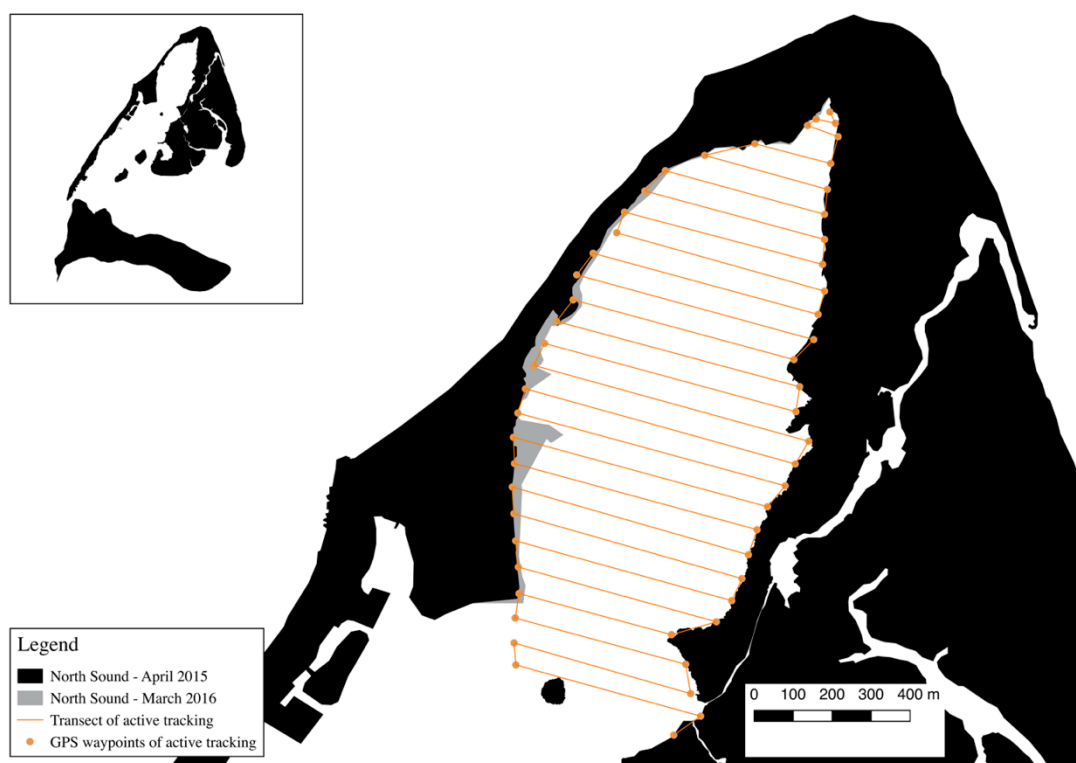 Legend
North Sound - April 2015
North Sound - March 2016
Transect of active tracking
GPS waypoints of active tracking
0 100 200 300 400 m